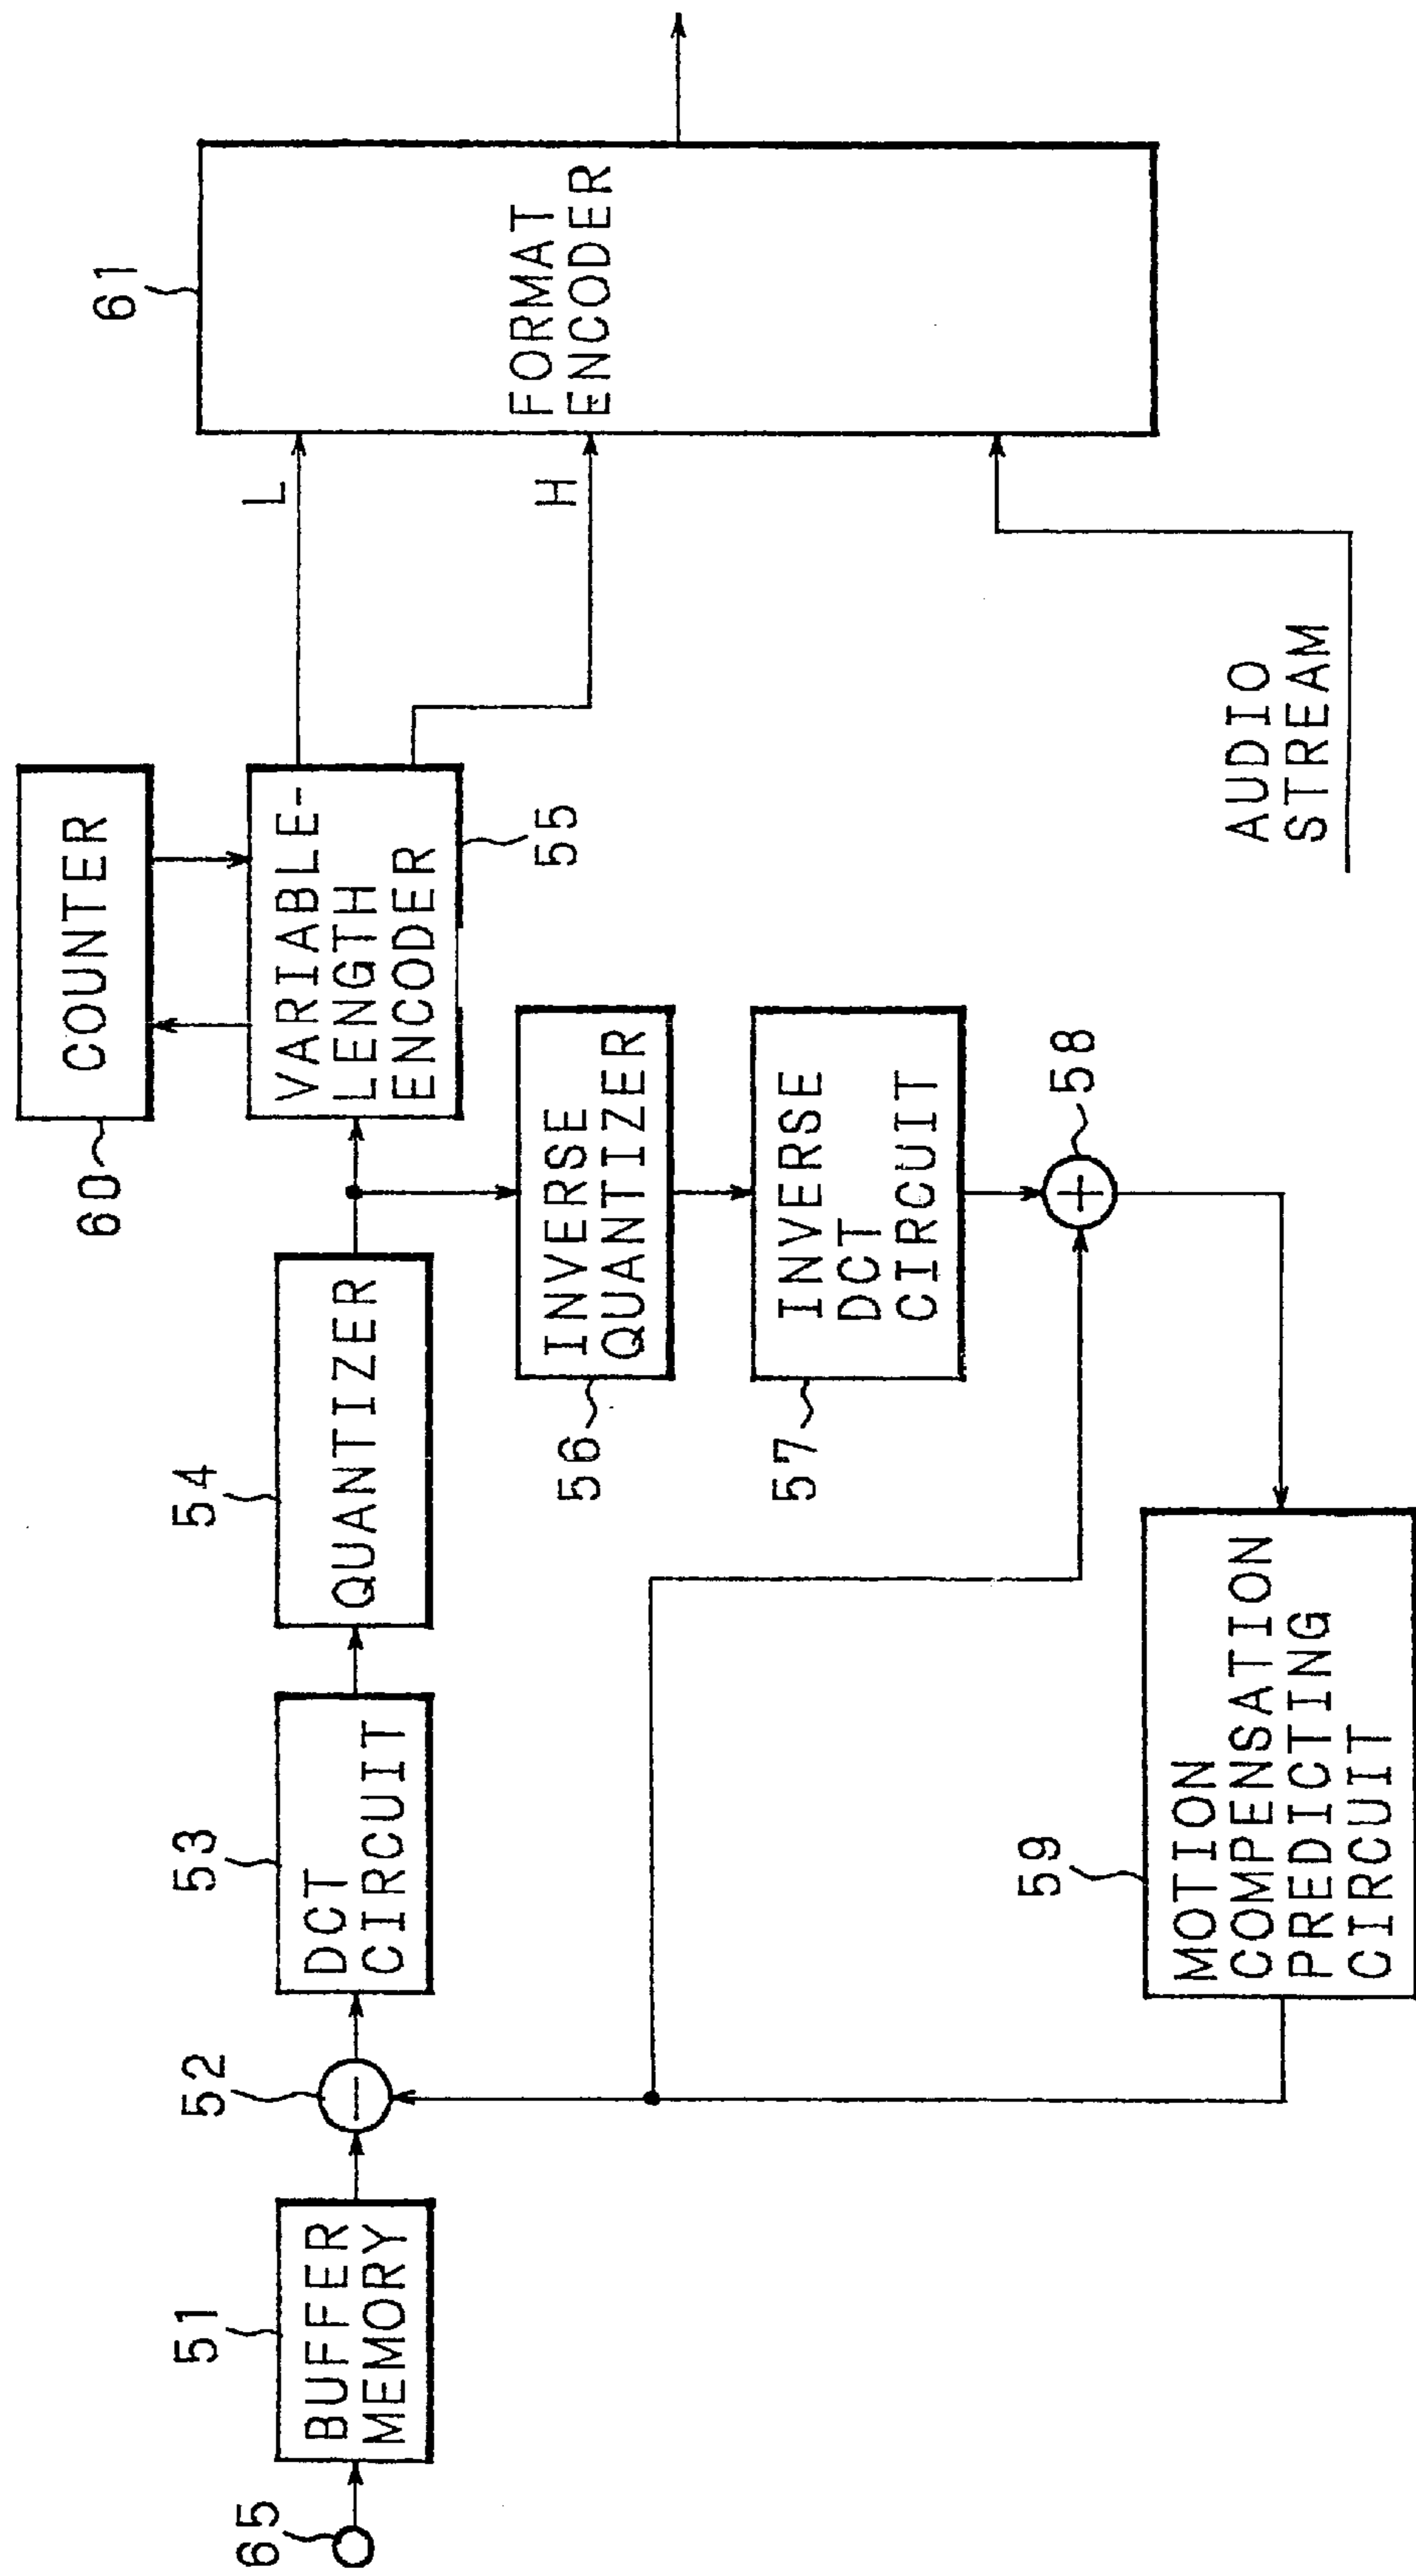 65
51
BUFFER
MEMORY
52
53
DCT
CIRCUIT
54
QUANTIZER
60
COUNTER
VARIABLE-
LENGTH
ENCODER
55
L
H
61
FORMAT
ENCODER
56
INVERSE
QUANTIZER
57
INVERSE
DCT
CIRCUIT
58
59
MOTION
COMPENSATION
PREDICTING
CIRCUIT
AUDIO
STREAM